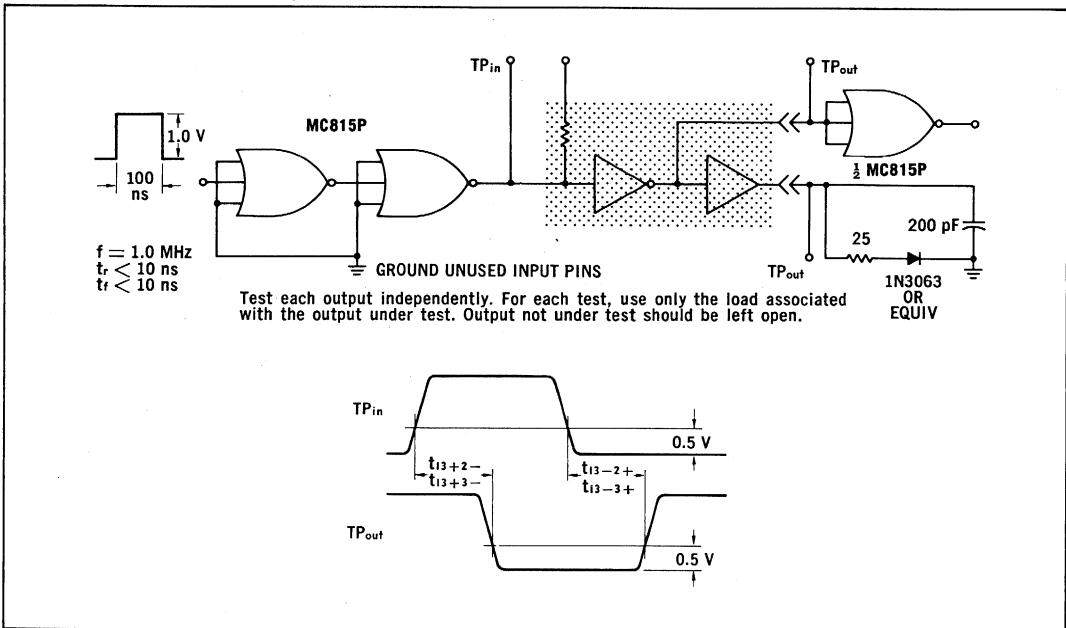 TPin
TPout
MC815P
1.0 V
100
ns
½ MC815P
200 pF
25
f = 1.0 MHz
tr < 10 ns
tf < 10 ns
GROUND UNUSED INPUT PINS
TPout
1N3063
OR
EQUIV
Test each output independently. For each test, use only the load associated
with the output under test. Output not under test should be left open.
TPin
0.5 V
t13+2−
t13+3−
t13−2+
t13−3+
TPout
0.5 V